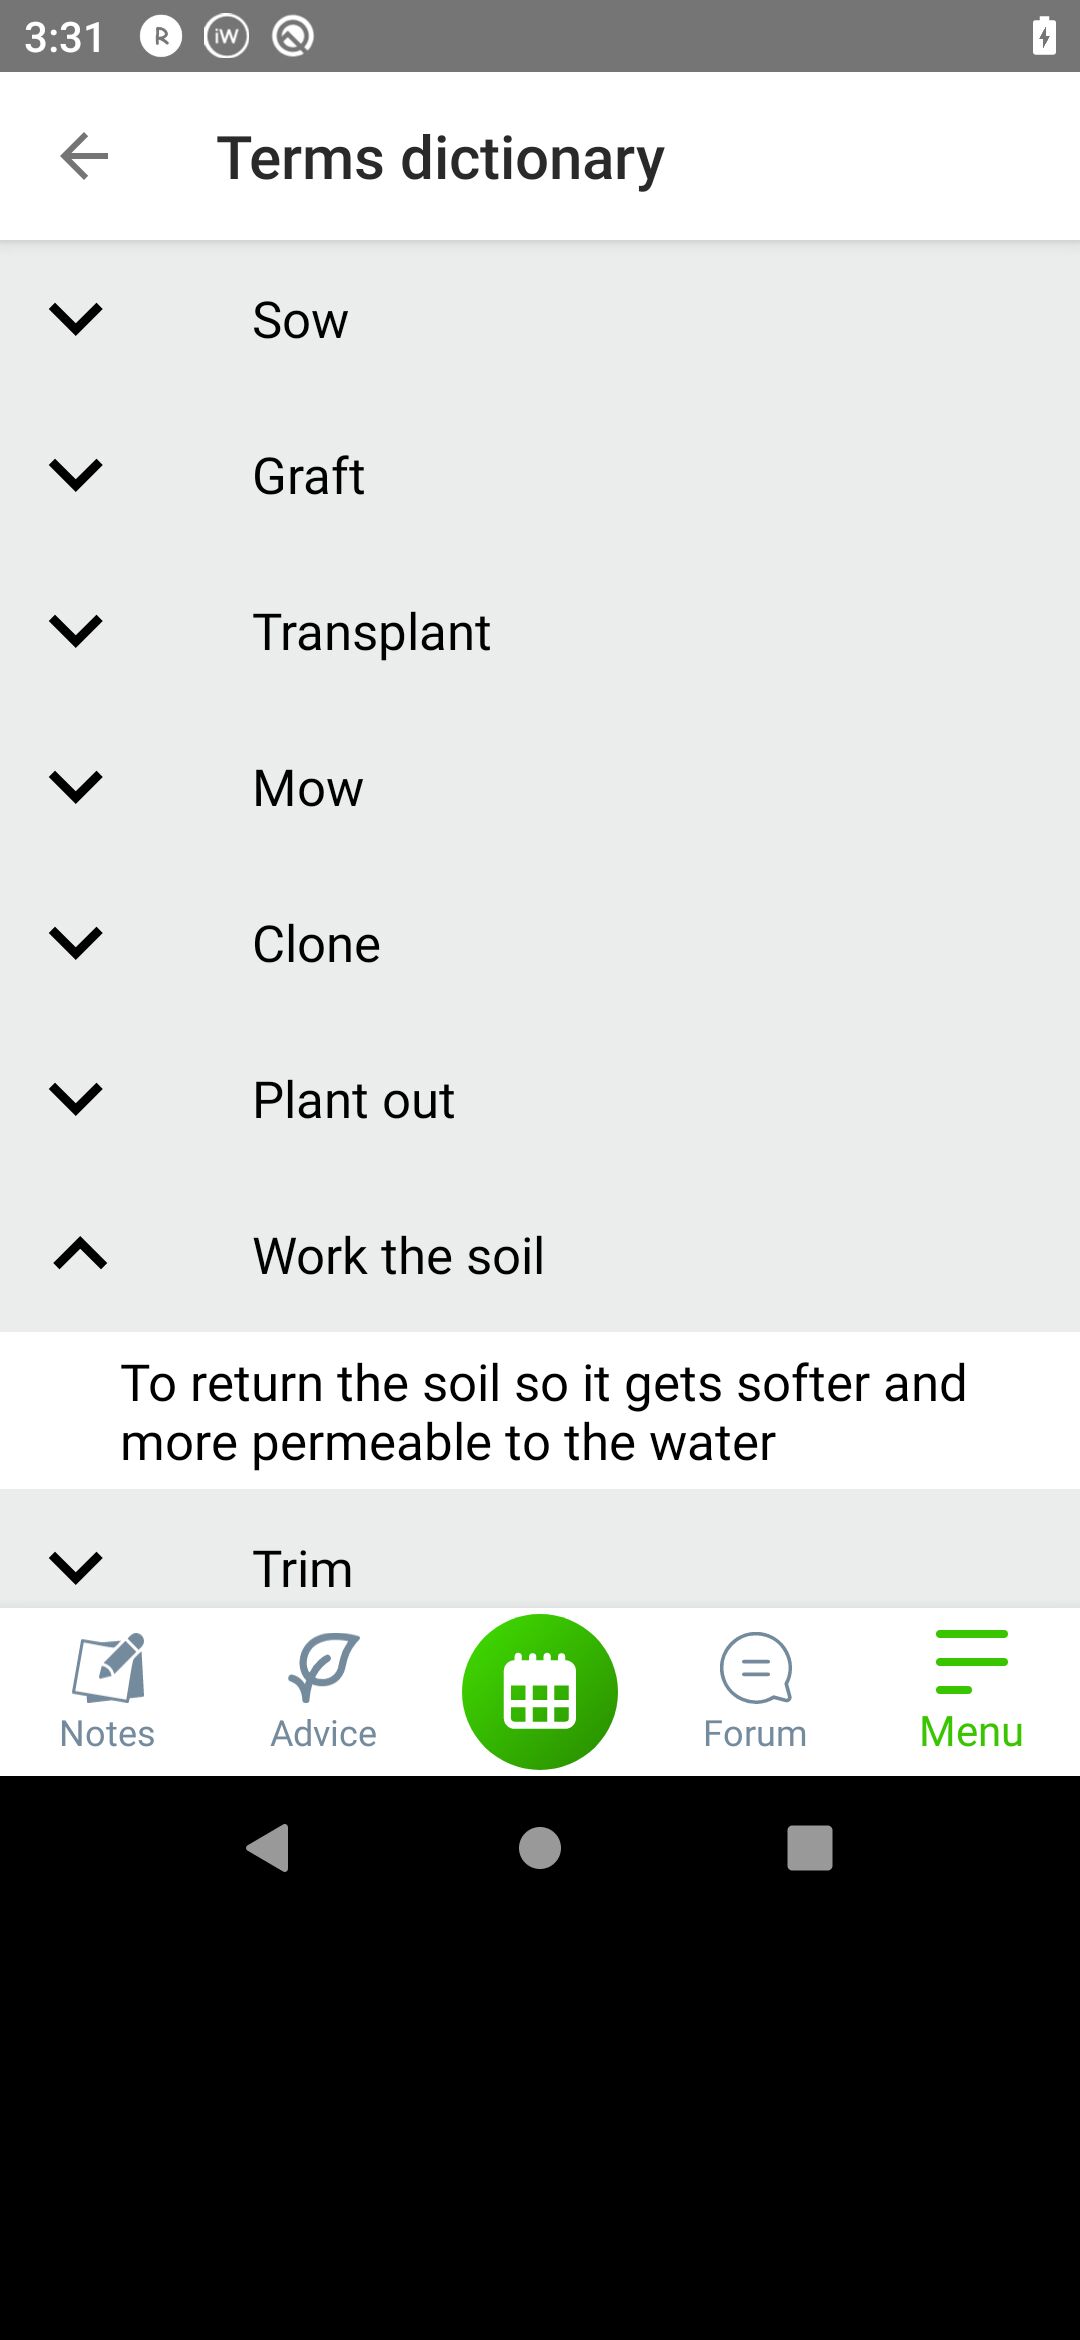 3:31 R iW
Terms dictionary
Sow
Graft
Transplant
Mow
Clone
Plant out
Work the soil
To return the soil so it gets softer and
more permeable to the water
Trim
Notes Advice Forum Menu